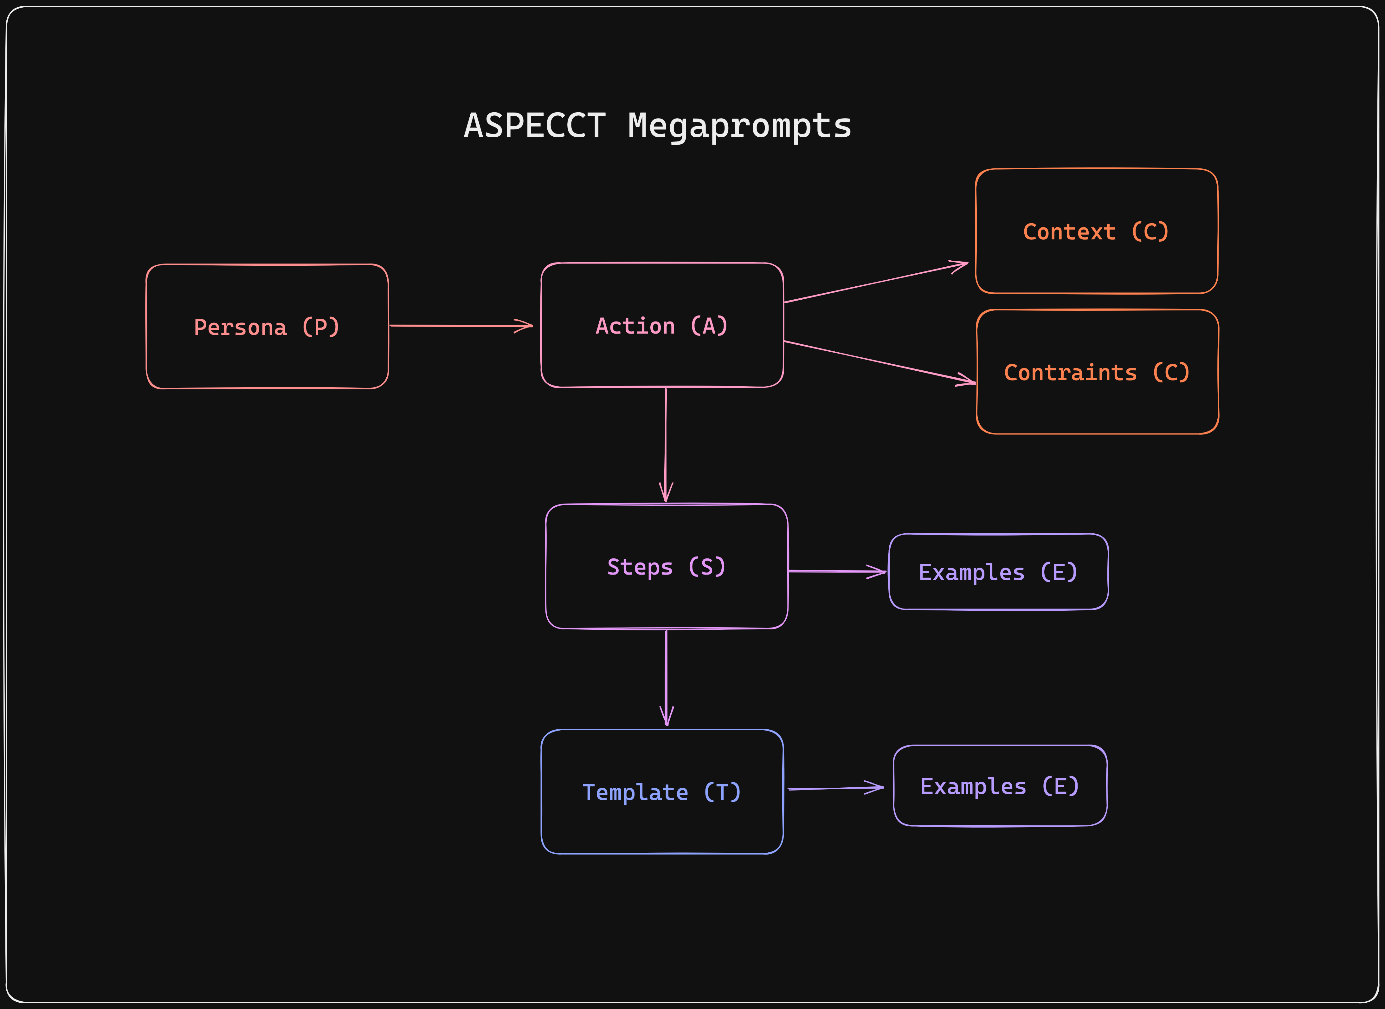 ASPECCT Megaprompts
Context (C)
Persona (P)
Action (A)
Contraints (C)
Steps (S)
Examples (E)
Template (T)
Examples (E)